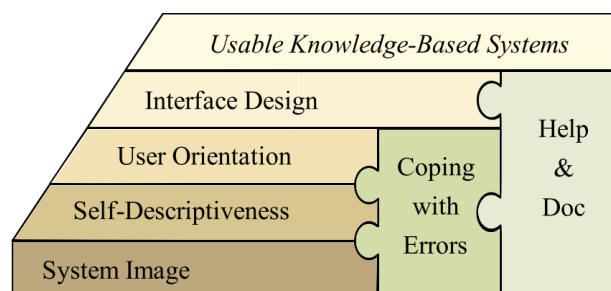 Usable Knowledge-Based Systems
Interface Design
User Orientation
Self-Descriptiveness
System Image
Coping
with
Errors
Help
&
Doc